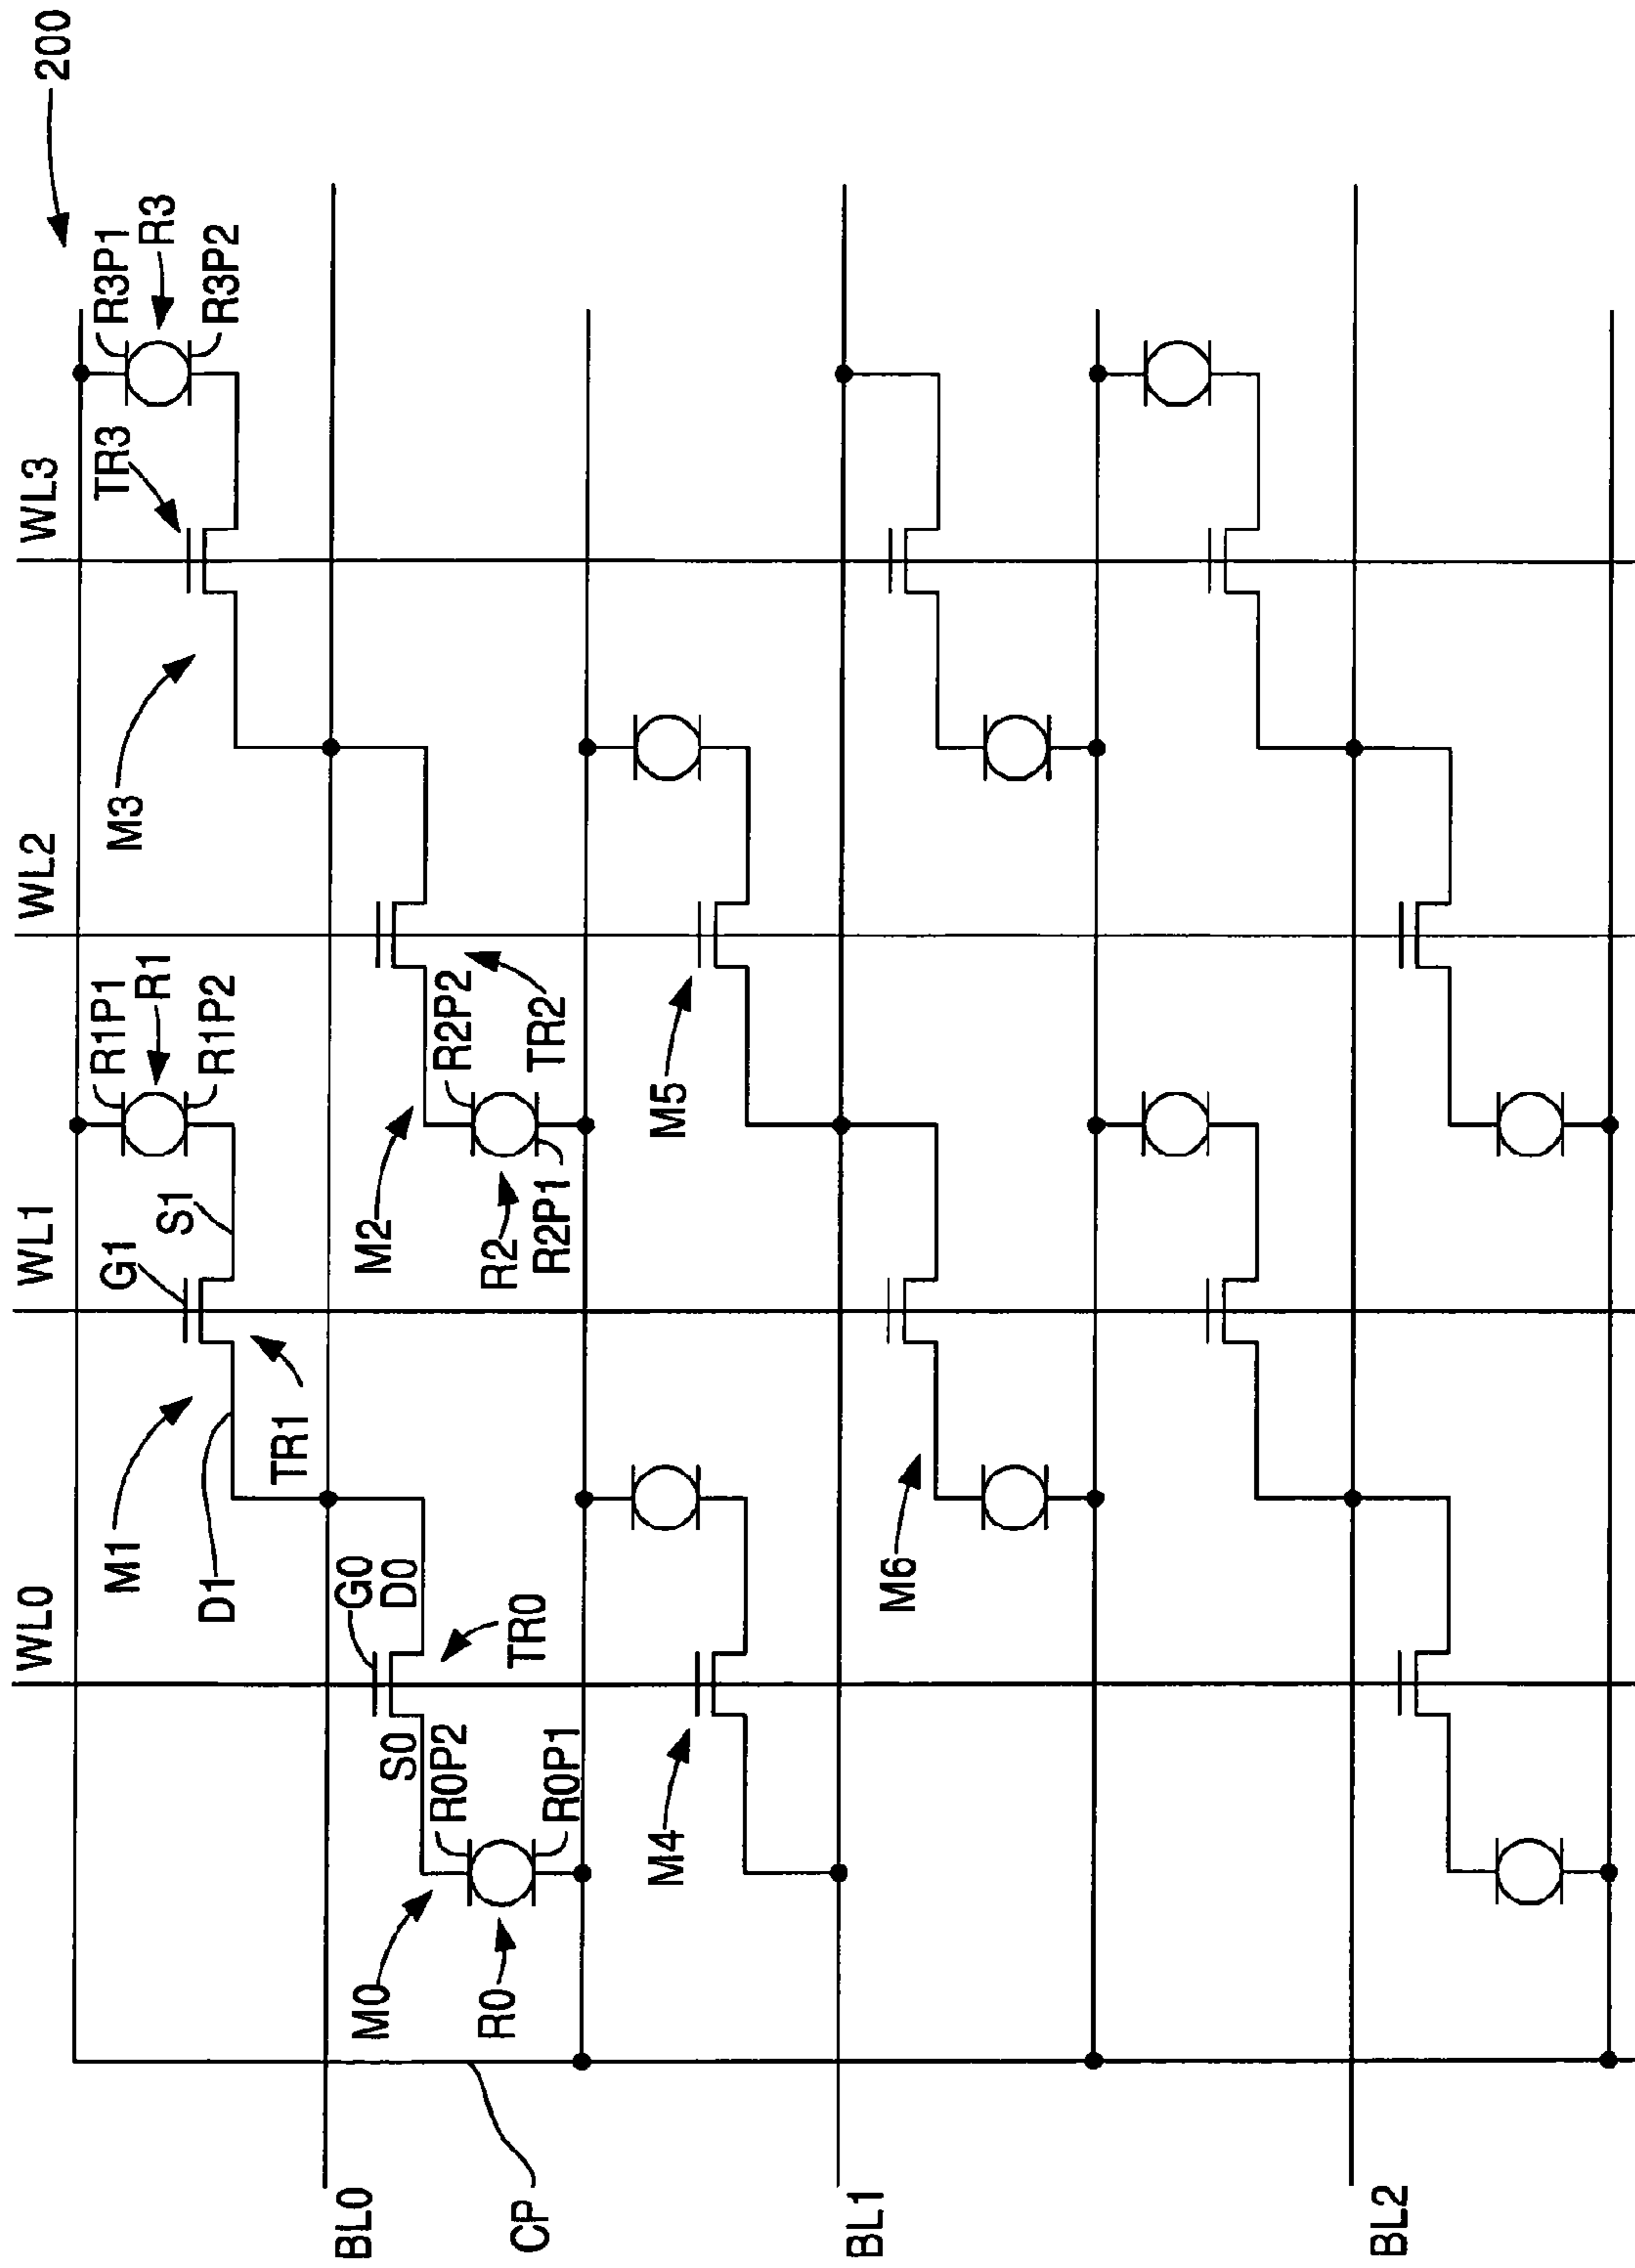 200
WL0
WL1
WL2
WL3
R1P1
R1
R1P2
R3P1
R3
R3P2
TR3
G1
S1
M1
D1
TR1
M3
BL0
G0
D0
TR0
S0
R0P2
R0P1
M0
R0
M2
R2P2
TR2
R2
R2P1
CP
M4
M5
BL1
M6
BL2